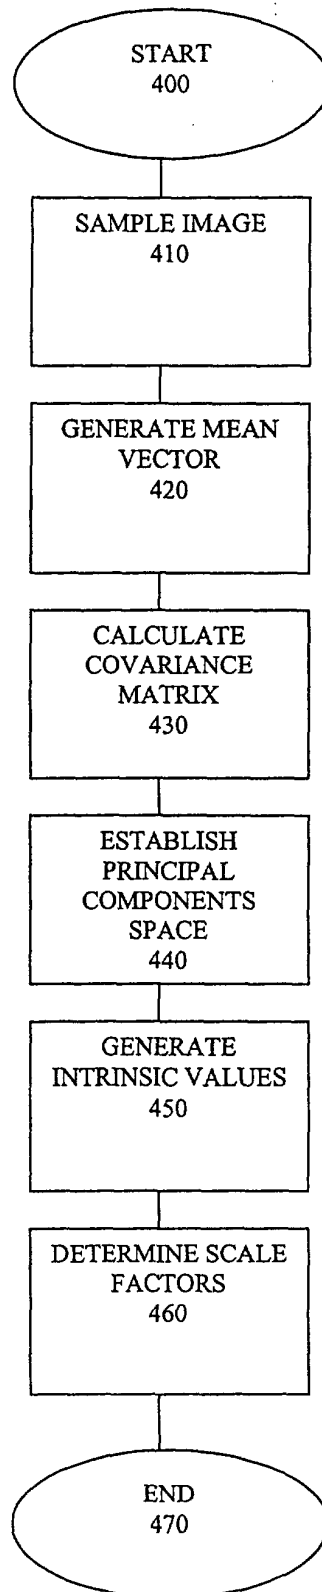 START
400
SAMPLE IMAGE
410
GENERATE MEAN
VECTOR
420
CALCULATE
COVARIANCE
MATRIX
430
ESTABLISH
PRINCIPAL
COMPONENTS
SPACE
440
GENERATE
INTRINSIC VALUES
450
DETERMINE SCALE
FACTORS
460
END
470